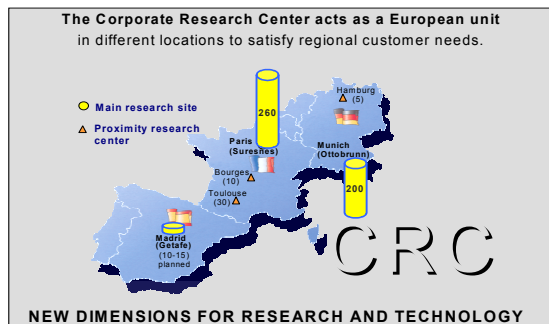 The Corporate Research Center acts as a European unit
in different locations to satisfy regional customer needs.
Main research site
Proximity research
center
Hamburg
(5)
260
Paris
(Suresnes)
Munich
(Ottobrunn)
Bourges
(10)
200
Toulouse
(30)
Madrid
(Getafe)
(10-15)
planned
CRC
NEW DIMENSIONS FOR RESEARCH AND TECHNOLOGY